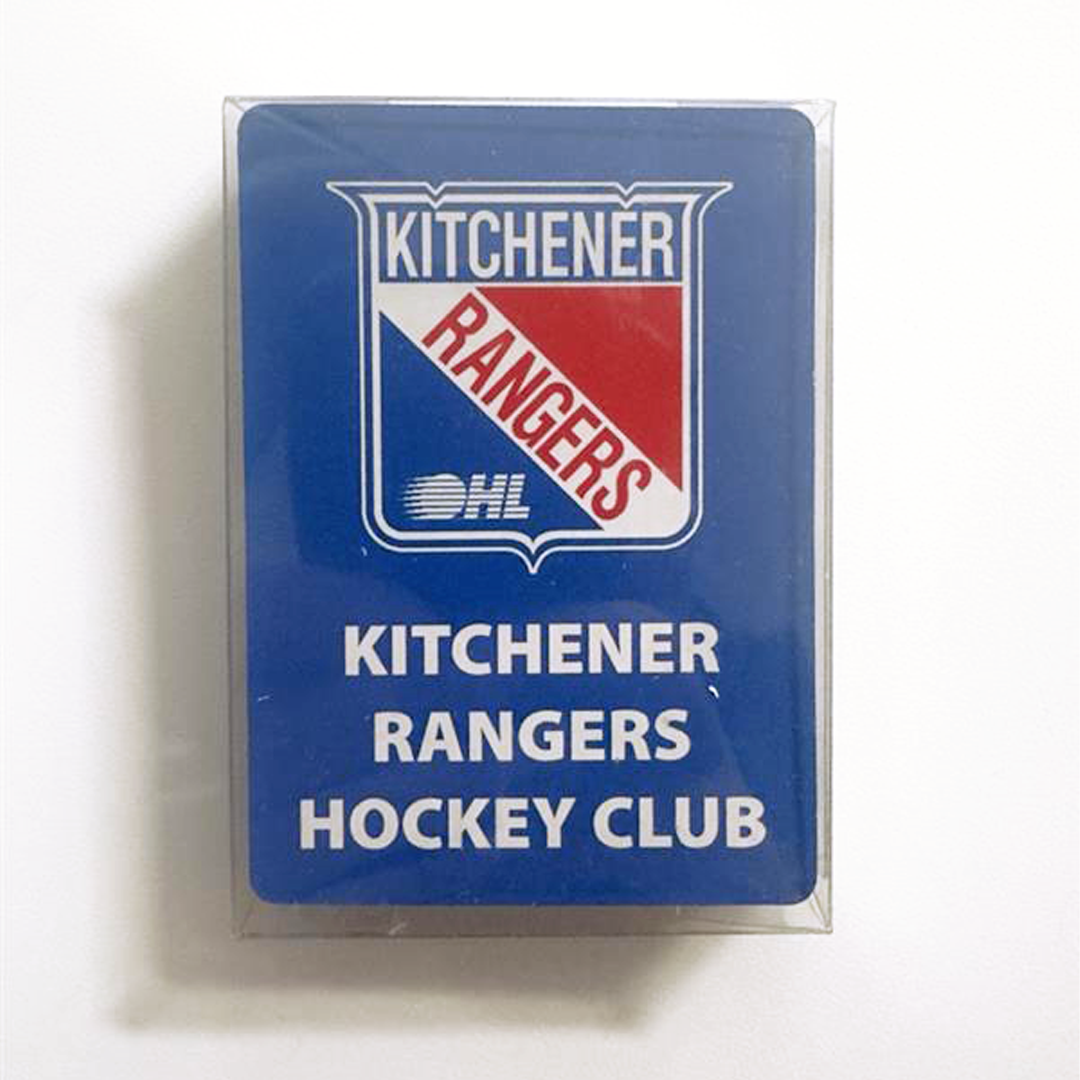 KITCHENER
RANGERS
OHL
KITCHENER
RANGERS
HOCKEY CLUB